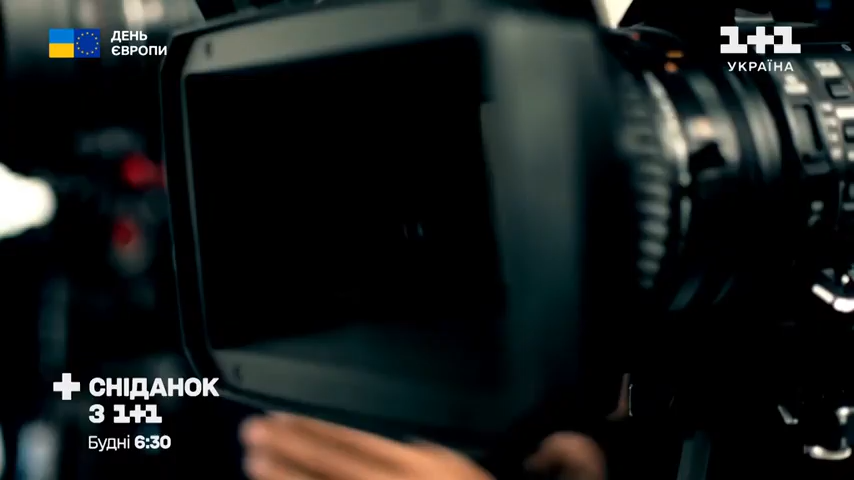 ДЕНЬ
ЄВРОПИ
1+1
УКРАЇНА
СНІДАНОК
З 1+1
Будні 6:30